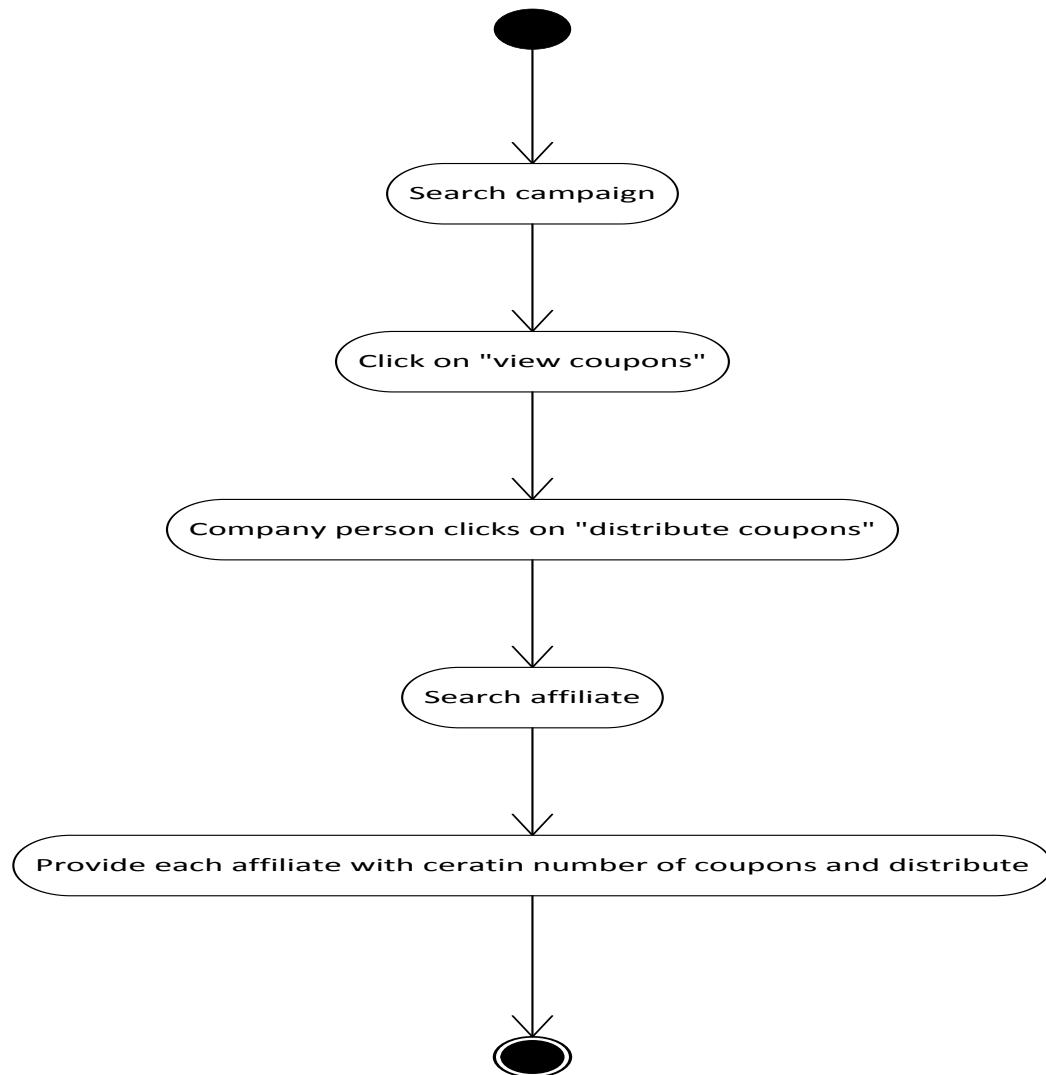 Search campaign
Click on "view coupons"
Company person clicks on "distribute coupons"
Search affiliate
Provide each affiliate with ceratin number of coupons and distribute